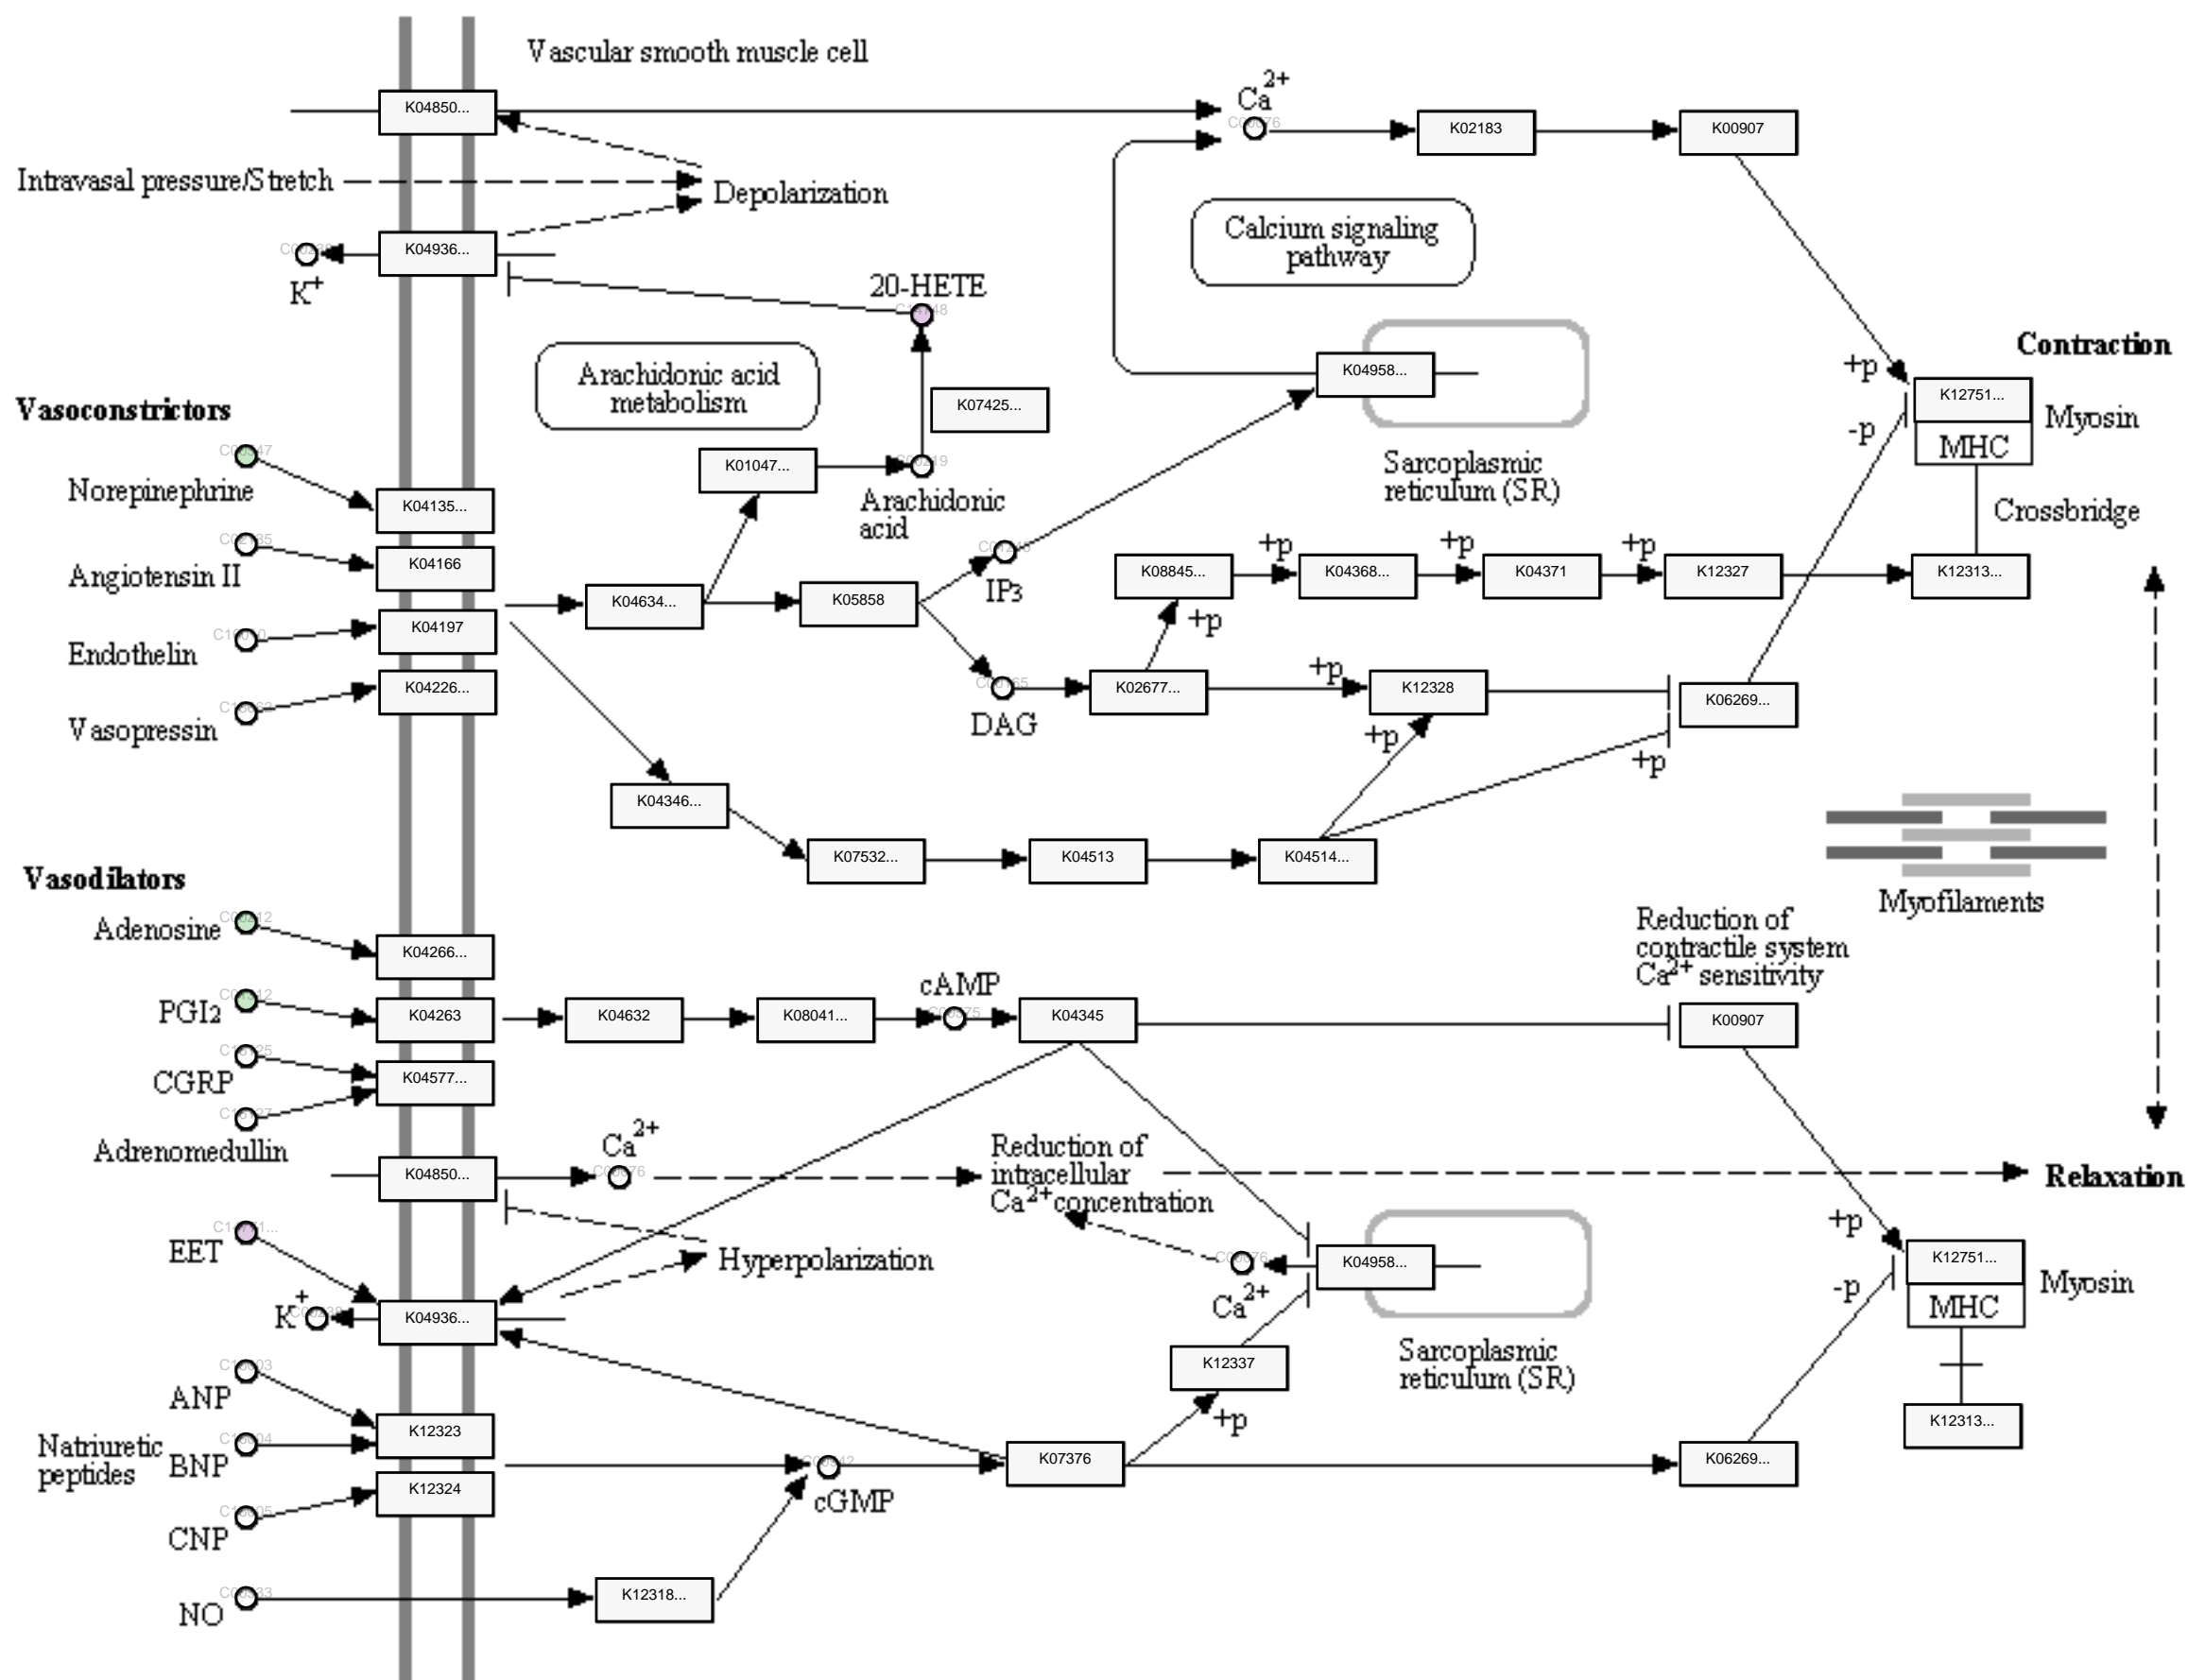 Vascular smooth muscle cell
K04850...
Ca2+
K02183
K00907
Intravasal pressure/Stretch
Depolarization
Calcium signaling
pathway
K04936...
K+
20-HETE
Arachidonic acid
metabolism
K07425...
K04958...
Contraction
+p
K12751...
Myosin
-p
MHC
Vasoconstrictors
K01047...
Arachidonic
acid
Sarcoplasmic
reticulum (SR)
Norepinephrine
K04135...
Crossbridge
Angiotensin II
K04166
IP3
K08845...
+p
K04368...
+p
K04371
+p
K12327
K12313...
K04634...
K05858
Endothelin
K04197
+p
Vasopressin
K04226...
DAG
K02677...
+p
K12328
K06269...
+p
+p
K04346...
K07532...
K04513
K04514...
Myofilaments
Vasodilators
Adenosine
K04266...
Reduction of
contractile system
Ca2+ sensitivity
PGI2
K04263
K04632
K08041...
cAMP
K04345
K00907
CGRP
K04577...
Adrenomedullin
K04850...
Ca2+
Reduction of
intracellular
Ca2+ concentration
Relaxation
EET
Hyperpolarization
Ca2+
K04958...
+p
K12751...
Myosin
-p
MHC
K+
K04936...
K12337
Sarcoplasmic
reticulum (SR)
ANP
K12323
+p
K12313...
Natriuretic
peptides
BNP
K12324
cGMP
K07376
K06269...
CNP
NO
K12318...